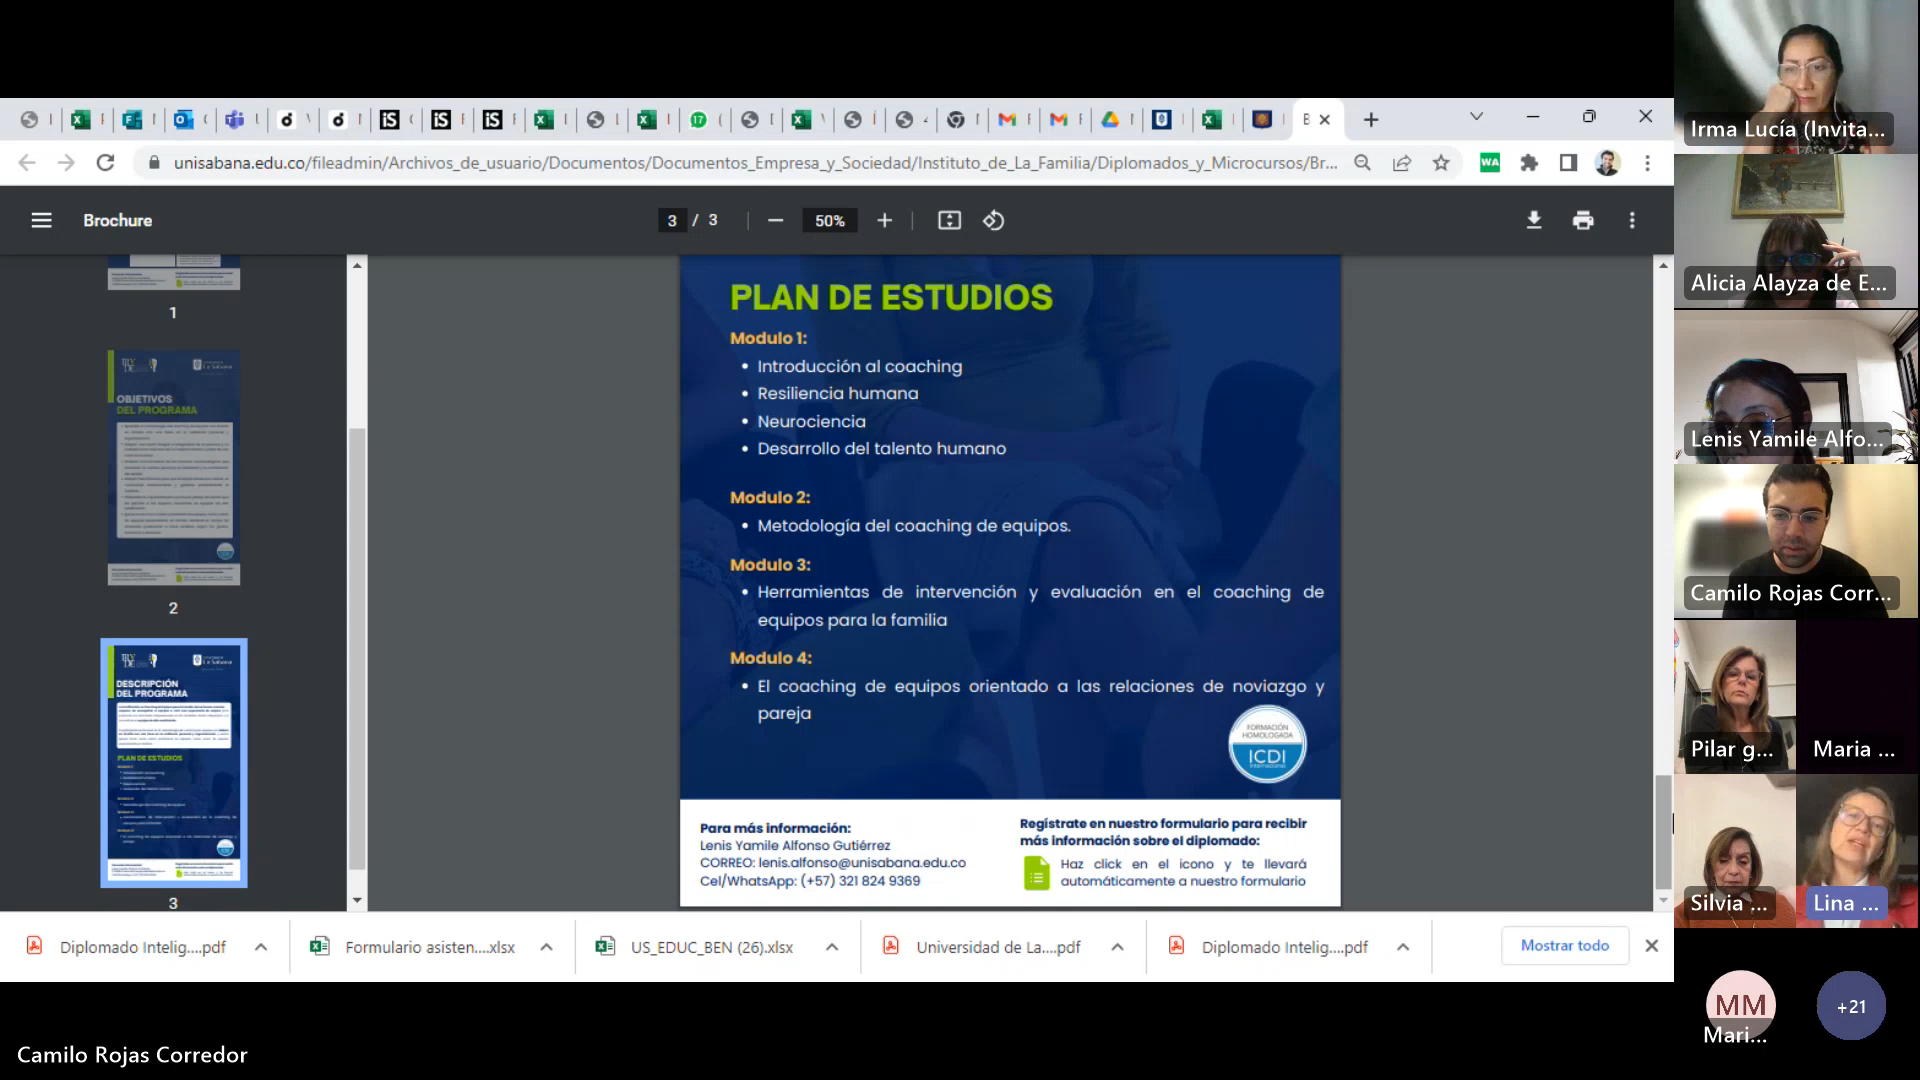 unisabana.edu.co/fileadmin/Archivos_de_usuario/Documentos/Documentos_Empresa_y_Sociedad/Instituto_de_La_Familia/Diplomados_y_Microcursos/Br...
WA
Brochure
3 / 3
50%
1
OBJETIVOS
DEL PROGRAMA
2
DESCRIPCIÓN
DEL PROGRAMA
PLAN DE ESTUDIOS
3
PLAN DE ESTUDIOS
Modulo 1:
• Introducción al coaching
• Resiliencia humana
• Neurociencia
• Desarrollo del talento humano
Modulo 2:
• Metodología del coaching de equipos.
Modulo 3:
• Herramientas de intervención y evaluación en el coaching de
equipos para la familia
Modulo 4:
• El coaching de equipos orientado a las relaciones de noviazgo y
pareja
FORMACIÓN
HOMOLOGADA
ICDI
Para más información:
Lenis Yamile Alfonso Gutiérrez
CORREO: lenis.alfonso@unisabana.edu.co
Cel/WhatsApp: (+57) 321 824 9369
Regístrate en nuestro formulario para recibir
más información sobre el diplomado:
Haz click en el icono y te llevará
automáticamente a nuestro formulario
Diplomado Intelig....pdf
Formulario asisten....xlsx
US_EDUC_BEN (26).xlsx
Universidad de La....pdf
Diplomado Intelig....pdf
Mostrar todo
Camilo Rojas Corredor
Irma Lucía (Invita...
Alicia Alayza de E...
Lenis Yamile Alfo...
Camilo Rojas Corr...
Pilar g...
Maria ...
Silvia ...
Lina ...
MM
Mari...
+21